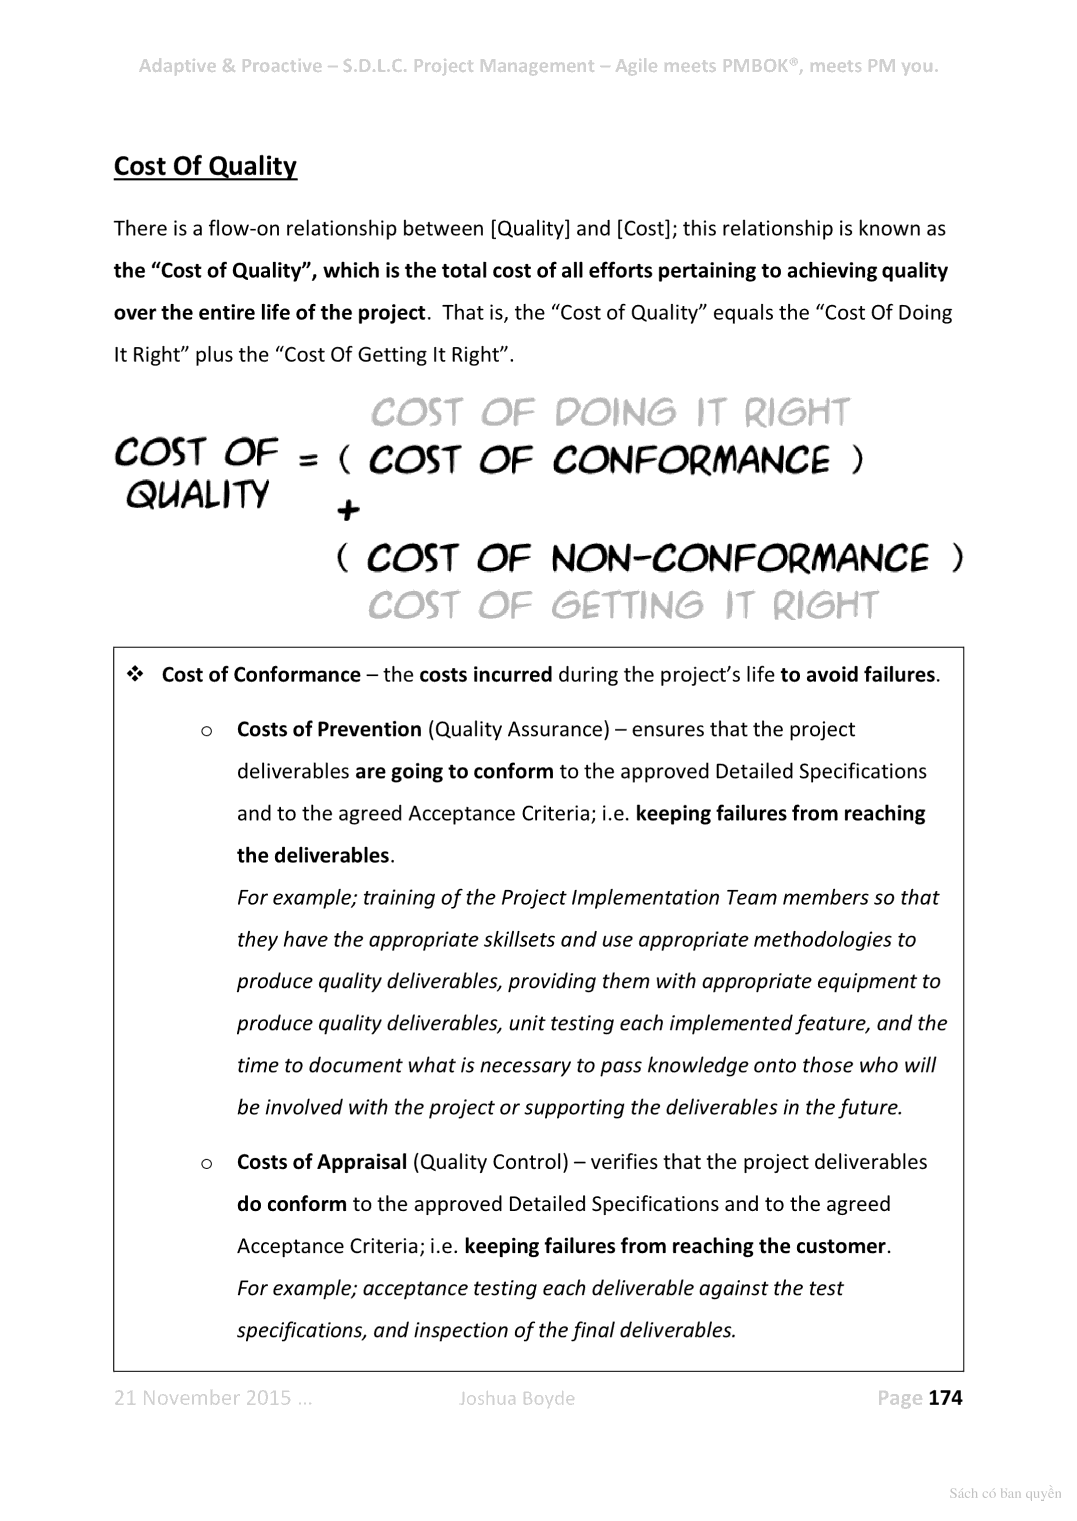 Adaptive & Proactive – S.D.L.C. Project Management – Agile meets PMBOK®, meets PM you.
Cost Of Quality
There is a flow-on relationship between [Quality] and [Cost]; this relationship is known as
the “Cost of Quality”, which is the total cost of all efforts pertaining to achieving quality
over the entire life of the project.  That is, the “Cost of Quality” equals the “Cost Of Doing
It Right” plus the “Cost Of Getting It Right”.
COST OF DOING IT RIGHT
COST OF = ( COST OF CONFORMANCE )
QUALITY
+
( COST OF NON-CONFORMANCE )
COST OF GETTING IT RIGHT
❖ Cost of Conformance – the costs incurred during the project’s life to avoid failures.
o Costs of Prevention (Quality Assurance) – ensures that the project
deliverables are going to conform to the approved Detailed Specifications
and to the agreed Acceptance Criteria; i.e. keeping failures from reaching
the deliverables.
For example; training of the Project Implementation Team members so that
they have the appropriate skillsets and use appropriate methodologies to
produce quality deliverables, providing them with appropriate equipment to
produce quality deliverables, unit testing each implemented feature, and the
time to document what is necessary to pass knowledge onto those who will
be involved with the project or supporting the deliverables in the future.
o Costs of Appraisal (Quality Control) – verifies that the project deliverables
do conform to the approved Detailed Specifications and to the agreed
Acceptance Criteria; i.e. keeping failures from reaching the customer.
For example; acceptance testing each deliverable against the test
specifications, and inspection of the final deliverables.
21 November 2015 … Joshua Boyde Page 174
Sách có bản quyền